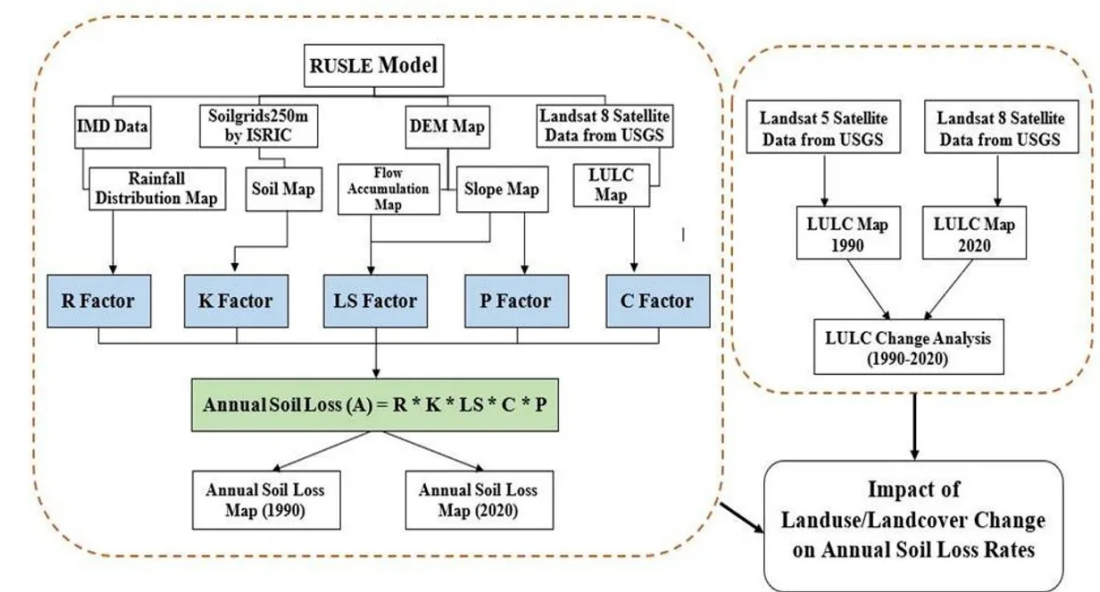 RUSLE Model
IMD Data
Soilgrids250m
by ISRIC
DEM Map
Landsat 8 Satellite
Data from USGS
Rainfall
Distribution Map
Soil Map
Flow
Accumulation
Map
Slope Map
LULC
Map
R Factor
K Factor
LS Factor
P Factor
C Factor
Annual Soil Loss (A) = R * K * LS * C * P
Annual Soil Loss
Map (1990)
Annual Soil Loss
Map (2020)
Landsat 5 Satellite
Data from USGS
Landsat 8 Satellite
Data from USGS
LULC Map
1990
LULC Map
2020
LULC Change Analysis
(1990-2020)
Impact of
Landuse/Landcover Change
on Annual Soil Loss Rates